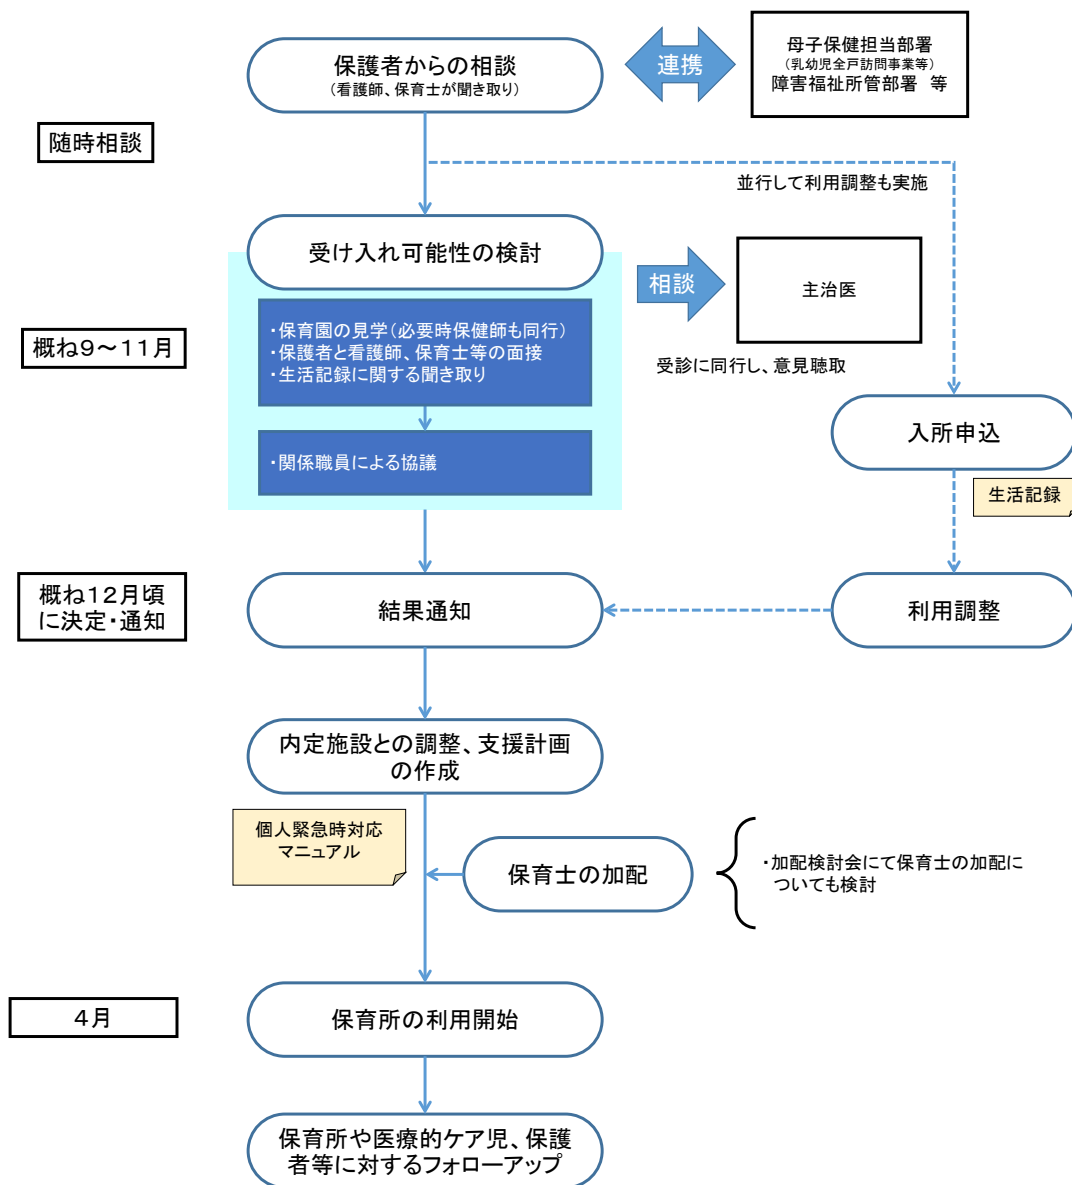 保護者からの相談
(看護師、保育士が聞き取り)
連携
母子保健担当部署
(乳幼児全戸訪問事業等)
障害福祉所管部署 等
随時相談
並行して利用調整も実施
受け入れ可能性の検討
相談
主治医
概ね9~11月
・保育園の見学(必要時保健師も同行)
・保護者と看護師、保育士等の面接
・生活記録に関する聞き取り
受診に同行し、意見聴取
入所申込
・関係職員による協議
生活記録
概ね12月頃
に決定・通知
結果通知
利用調整
内定施設との調整、支援計画
の作成
個人緊急時対応
マニュアル
保育士の加配
・加配検討会にて保育士の加配に
ついても検討
4月
保育所の利用開始
保育所や医療的ケア児、保護
者等に対するフォローアップ